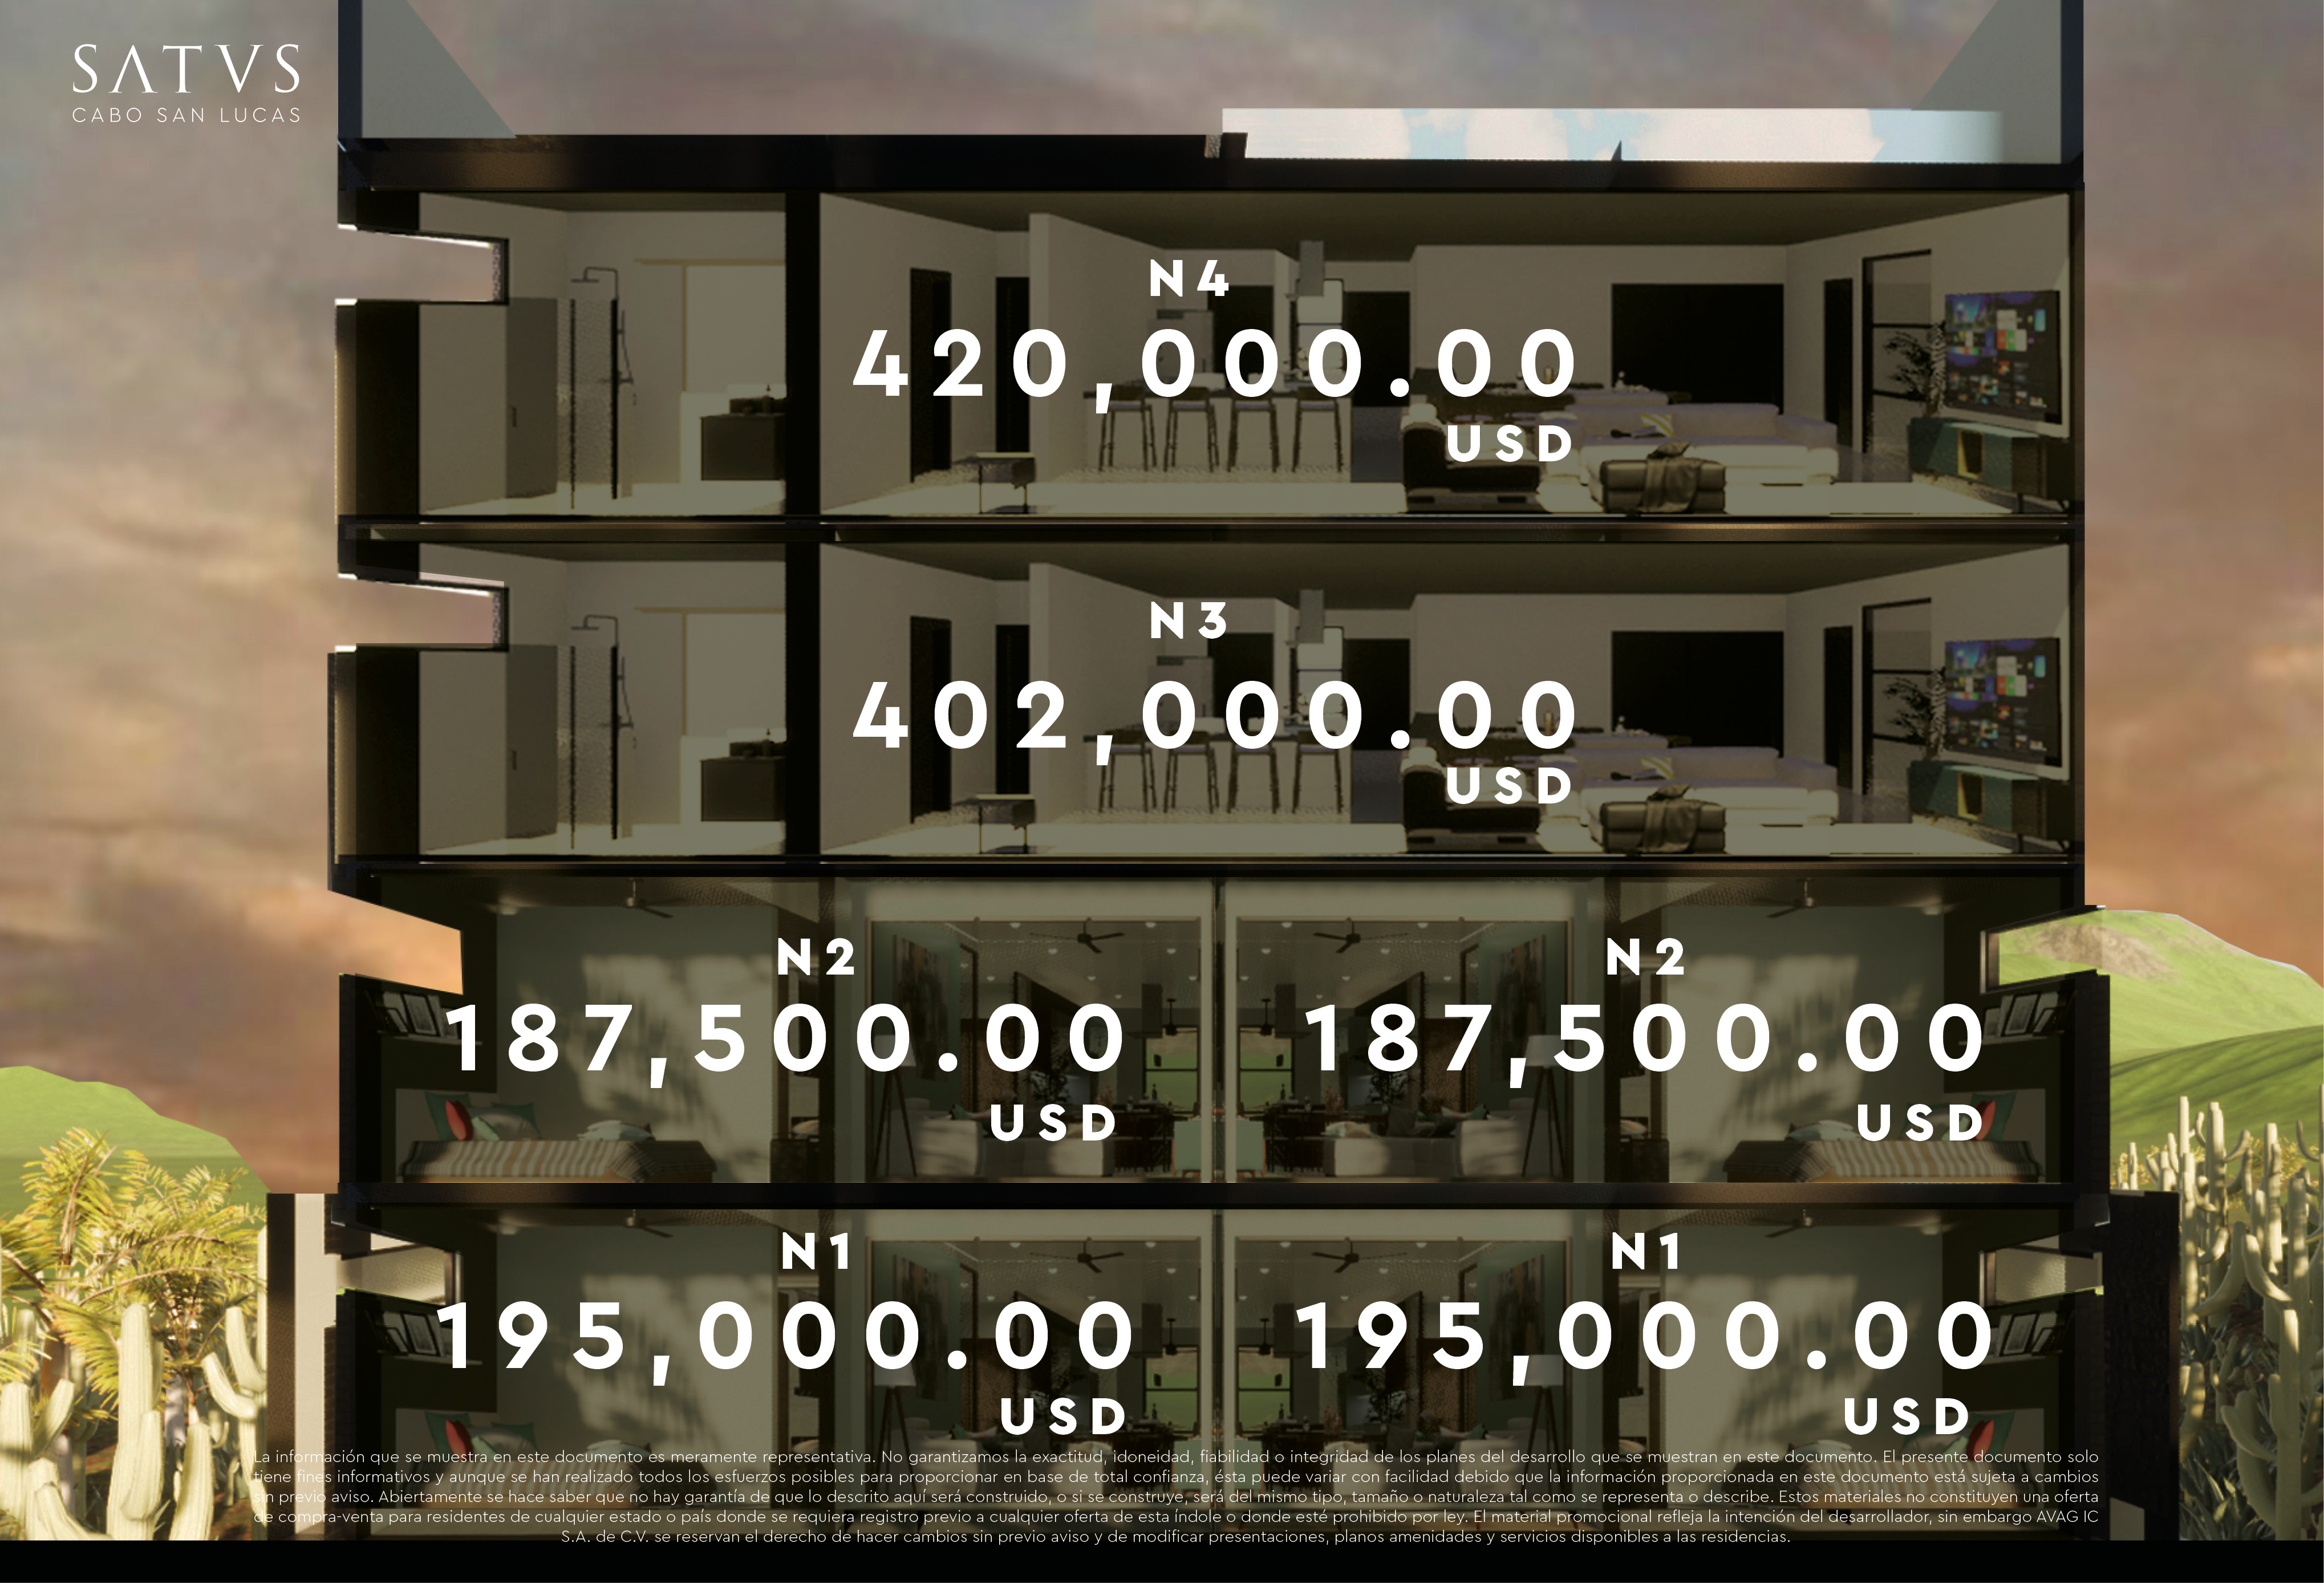 SATVS
CABO SAN LUCAS
N4
420,000.00
USD
N3
402,000.00
USD
N2
187,500.00
USD
N2
187,500.00
USD
N1
195,000.00
USD
N1
195,000.00
USD
La información que se muestra en este documento es meramente representativa. No garantizamos la exactitud, idoneidad, fiabilidad o integridad de los planes del desarrollo que se muestran en este documento. El presente documento solo
tiene fines informativos y aunque se han realizado todos los esfuerzos posibles para proporcionar en base de total confianza, ésta puede variar con facilidad debido que la información proporcionada en este documento está sujeta a cambios
sin previo aviso. Abiertamente se hace saber que no hay garantía de que lo descrito aquí será construido, o si se construye, será del mismo tipo, tamaño o naturaleza tal como se representa o describe. Estos materiales no constituyen una oferta
de compra-venta para residentes de cualquier estado o país donde se requiera registro previo a cualquier oferta de esta índole o donde esté prohibido por ley. El material promocional refleja la intención del desarrollador, sin embargo AVAG IC
S.A. de C.V. se reservan el derecho de hacer cambios sin previo aviso y de modificar presentaciones, planos amenidades y servicios disponibles a las residencias.